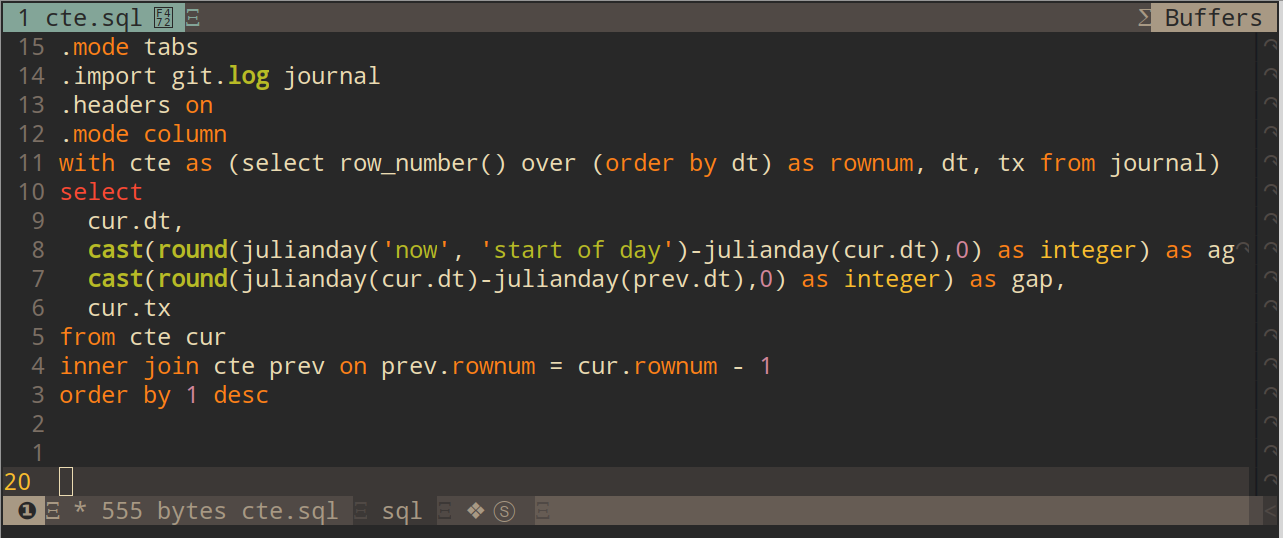 1 cte.sql Ξ Σ Buffers
15 .mode tabs
14 .import git.log journal
13 .headers on
12 .mode column
11 with cte as (select row_number() over (order by dt) as rownum, dt, tx from journal)
10 select
9 cur.dt,
8 cast(round(julianday('now', 'start of day')-julianday(cur.dt),0) as integer) as ag
7 cast(round(julianday(cur.dt)-julianday(prev.dt),0) as integer) as gap,
6 cur.tx
5 from cte cur
4 inner join cte prev on prev.rownum = cur.rownum - 1
3 order by 1 desc
2
1
20
❶ Ξ * 555 bytes cte.sql Ξ sql Ξ ❖ Ⓢ Ξ <